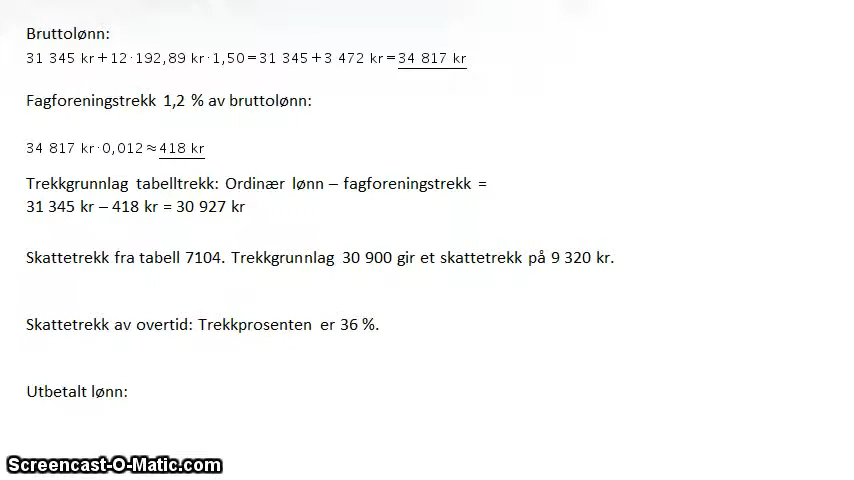 Bruttolønn:
31 345 kr+12·192,89 kr·1,50=31 345+3 472 kr=34 817 kr
Fagforeningstrekk 1,2 % av bruttolønn:
34 817 kr·0,012≈418 kr
Trekkgrunnlag tabelltrekk: Ordinær lønn – fagforeningstrekk =
31 345 kr – 418 kr = 30 927 kr
Skattetrekk fra tabell 7104. Trekkgrunnlag 30 900 gir et skattetrekk på 9 320 kr.
Skattetrekk av overtid: Trekkprosenten er 36 %.
Utbetalt lønn:
Screencast-O-Matic.com